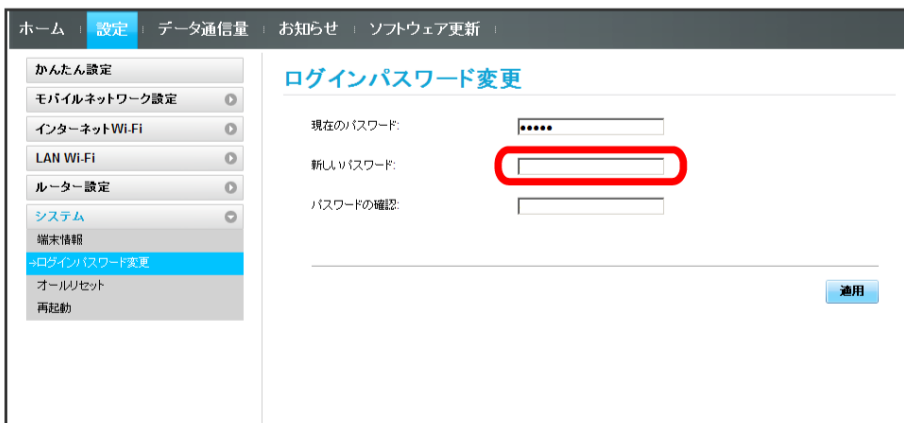 ホーム 設定 データ通信量 お知らせ ソフトウェア更新
かんたん設定
モバイルネットワーク設定
インターネットWi-Fi
LAN Wi-Fi
ルーター設定
システム
端末情報
→ログインパスワード変更
オールリセット
再起動
ログインパスワード変更
現在のパスワード: •••••
新しいパスワード:
パスワードの確認:
適用